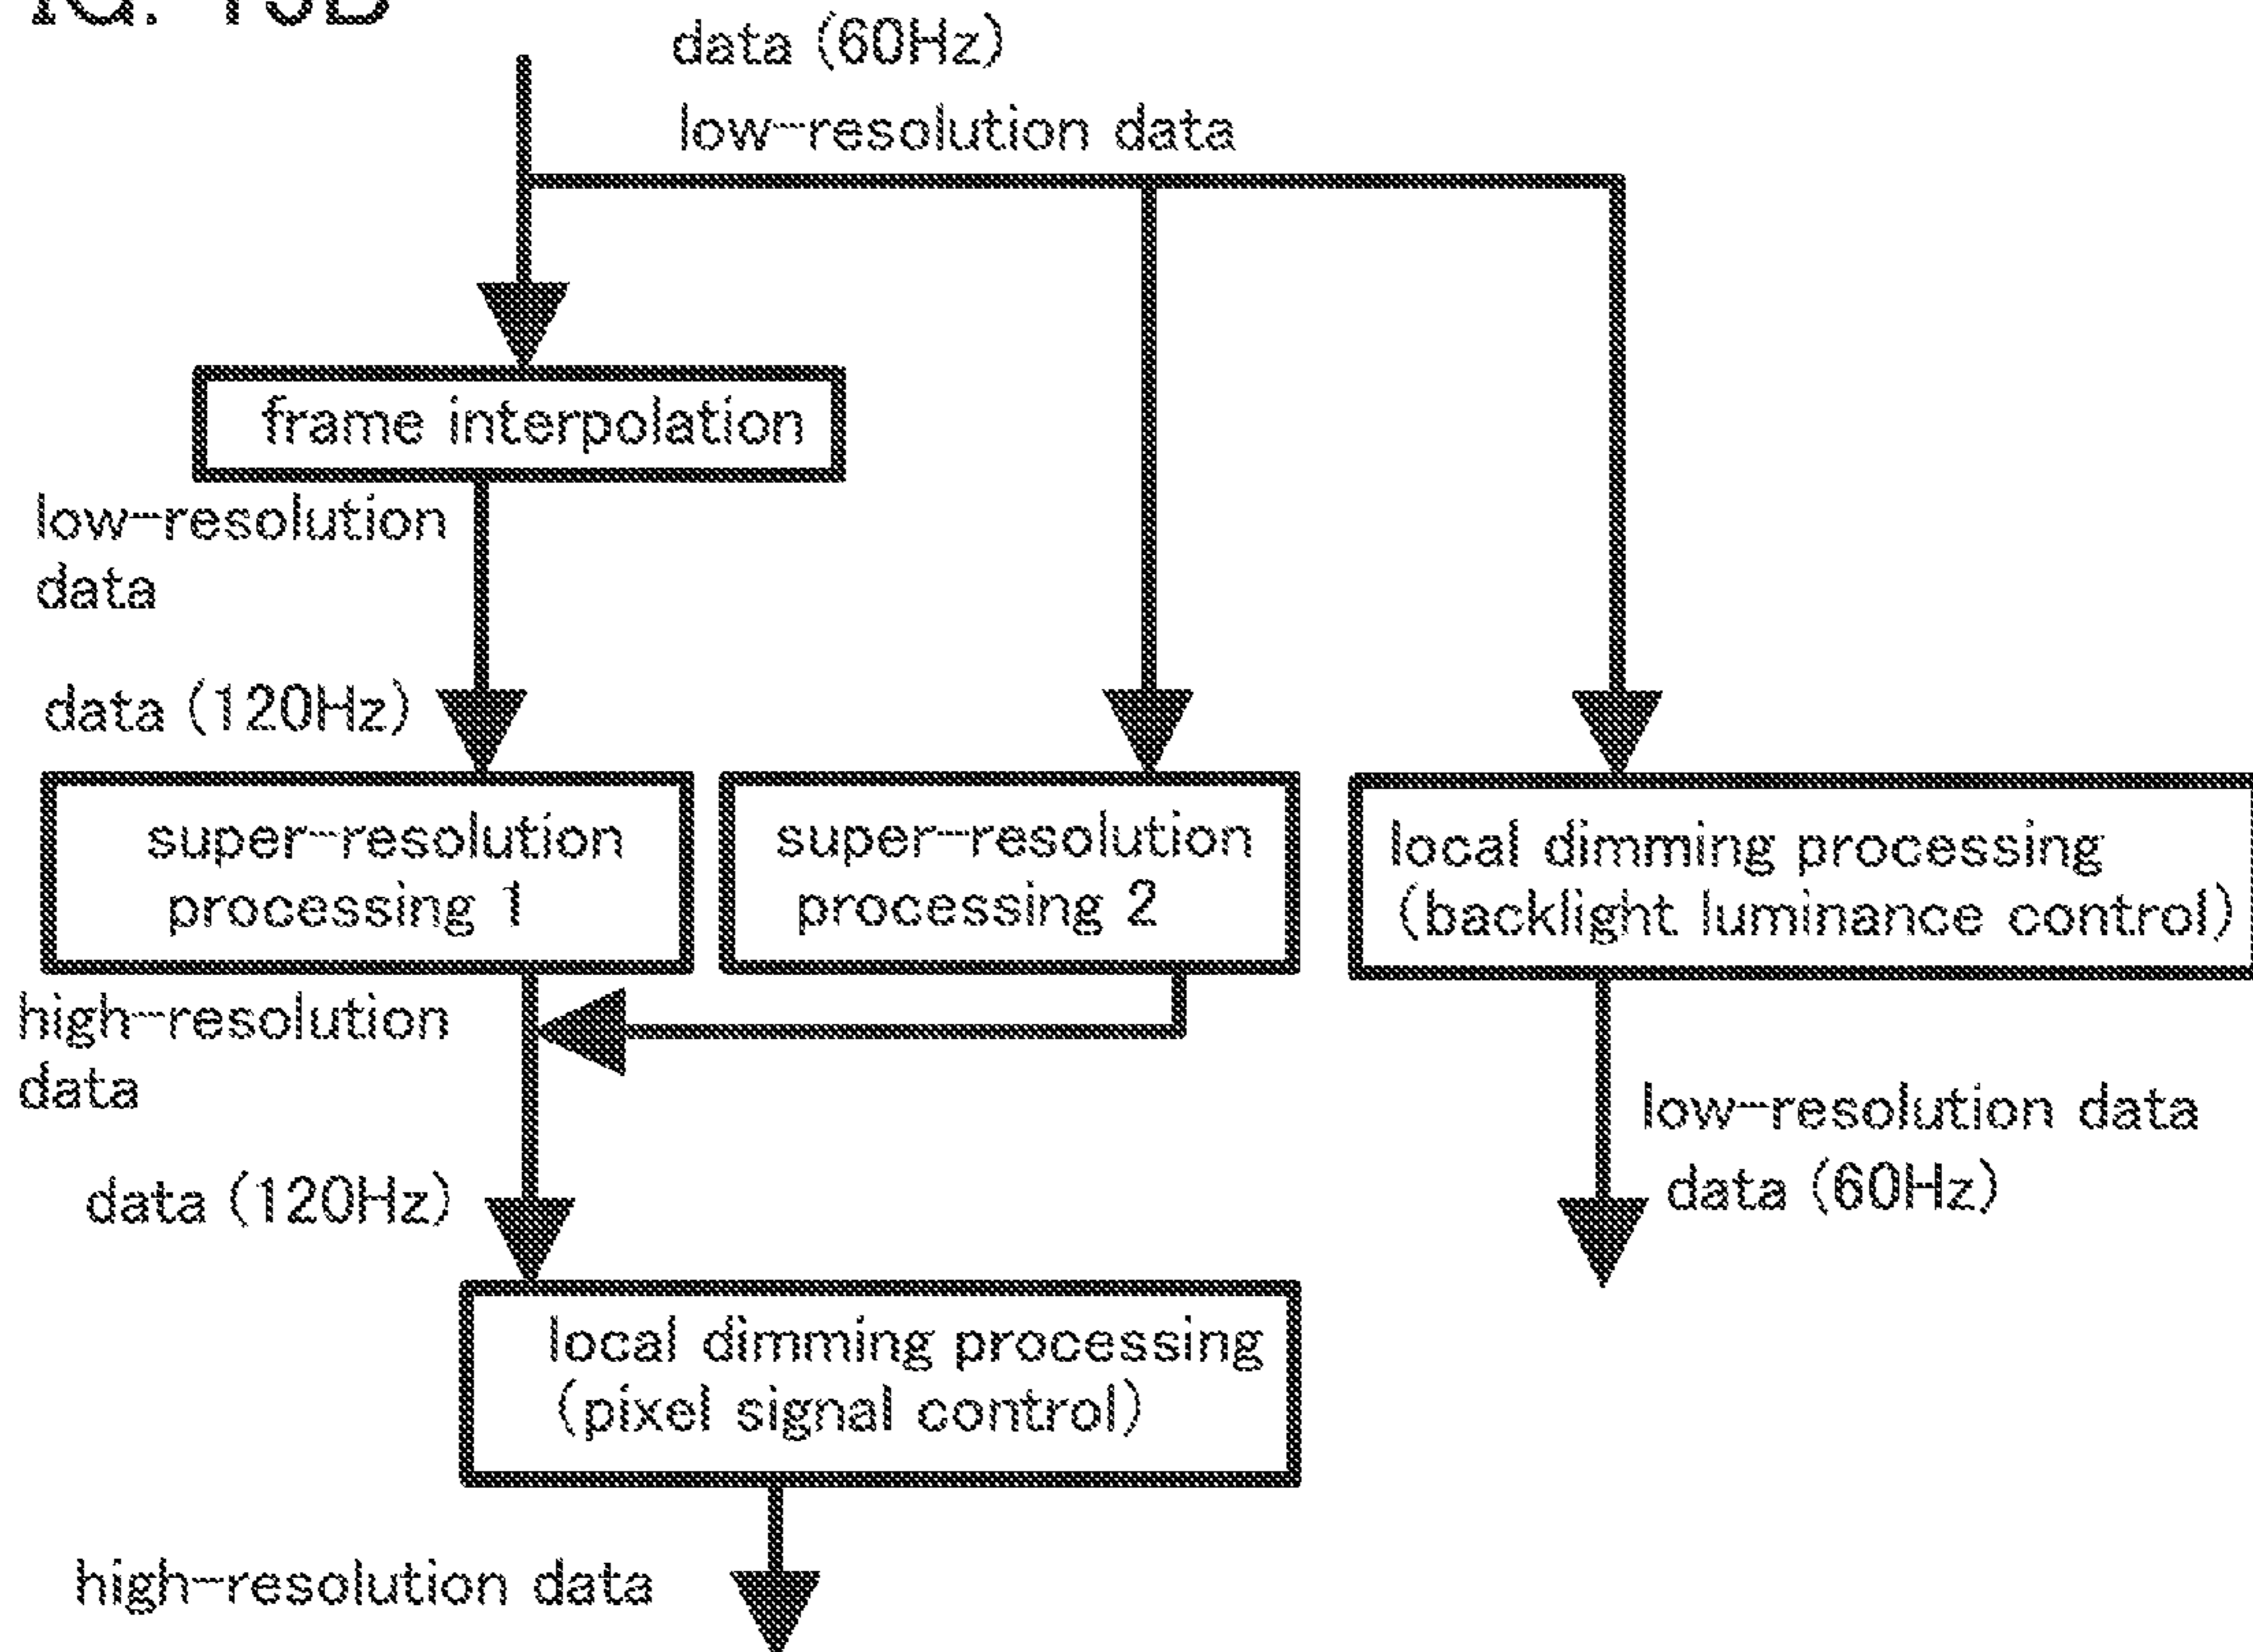 data (60Hz)
low-resolution data
frame interpolation
low-resolution
data
data (120Hz)
super-resolution
processing 1
super-resolution
processing 2
local dimming processing
(backlight luminance control)
high-resolution
data
data (120Hz)
low-resolution data
data (60Hz)
local dimming processing
(pixel signal control)
high-resolution data